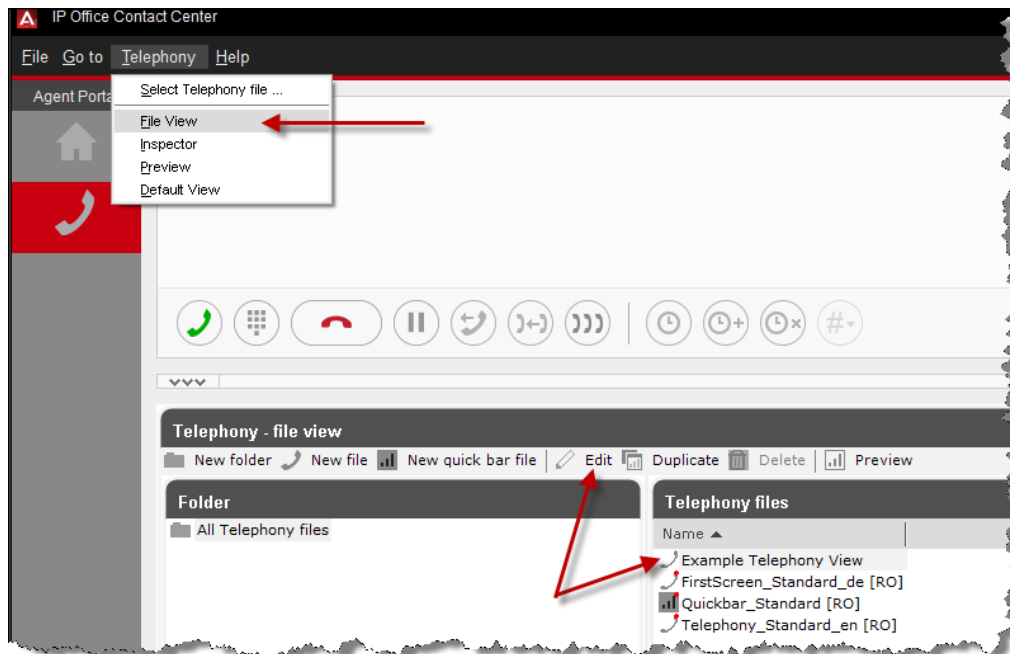 IP Office Contact Center
File Go to Telephony Help
Agent Porta
Select Telephony file ...
File View
Inspector
Preview
Default View
#
Telephony - file view
New folder New file New quick bar file Edit Duplicate Delete Preview
Folder
Telephony files
All Telephony files
Name
Example Telephony View
FirstScreen_Standard_de [RO]
Quickbar_Standard [RO]
Telephony_Standard_en [RO]